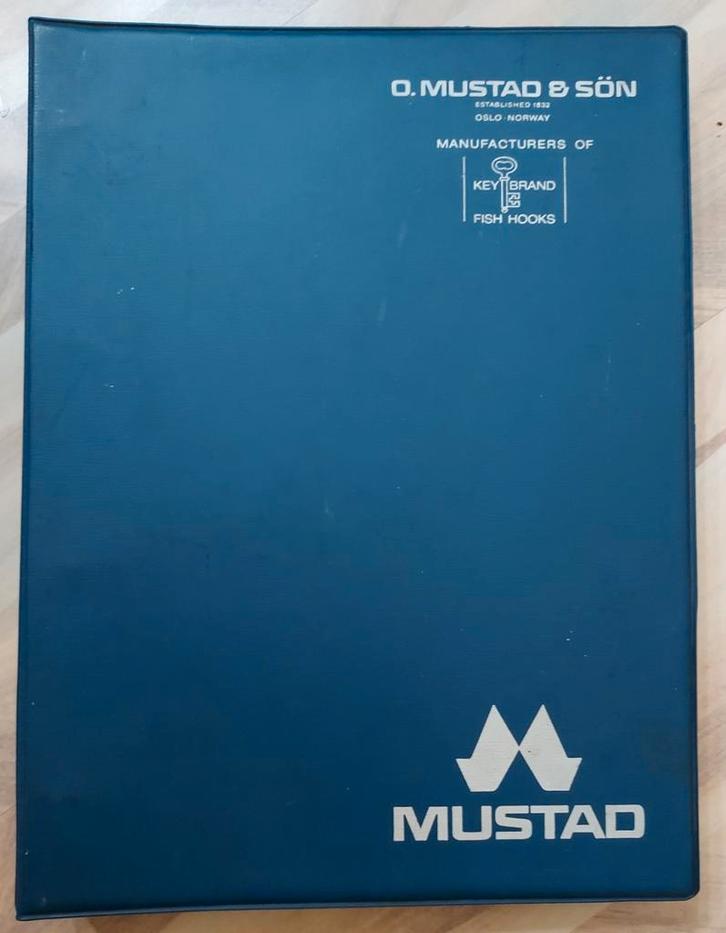 O. MUSTAD & SÖN
ESTABLISHED 1832
OSLO · NORWAY
MANUFACTURERS OF
KEY BRAND
FISH HOOKS
MUSTAD